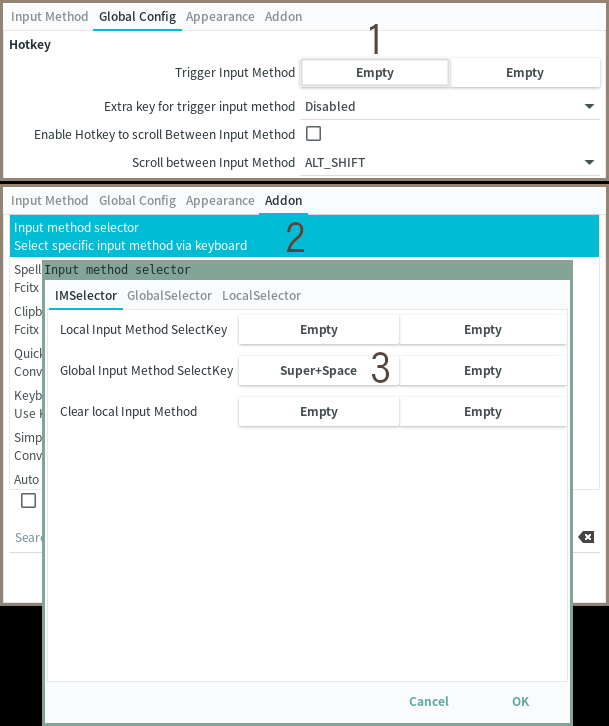 Input Method Global Config Appearance Addon
Hotkey
1
Trigger Input Method Empty Empty
Extra key for trigger input method Disabled
Enable Hotkey to scroll Between Input Method
Scroll between Input Method ALT_SHIFT
Input Method Global Config Appearance Addon
Input method selector
Select specific input method via keyboard
2
Spell
Fcitx
Input method selector
IMSelector GlobalSelector LocalSelector
Clipb
Fcitx
Local Input Method SelectKey Empty Empty
Quick
Conv
Global Input Method SelectKey Super+Space 3 Empty
Keyb
Use
Clear local Input Method Empty Empty
Simp
Conv
Auto
Sear
Cancel OK